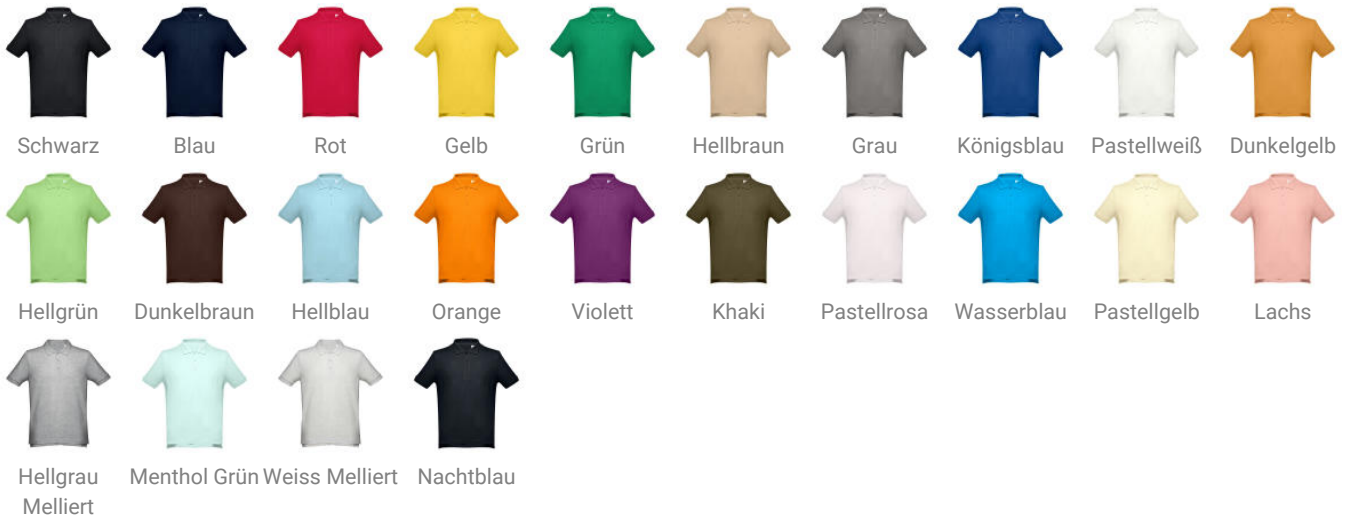 Schwarz Blau Rot Gelb Grün Hellbraun Grau Königsblau Pastellweiß Dunkelgelb
Hellgrün Dunkelbraun Hellblau Orange Violett Khaki Pastellrosa Wasserblau Pastellgelb Lachs
Hellgrau Menthol Grün Weiss Melliert Nachtblau
Melliert